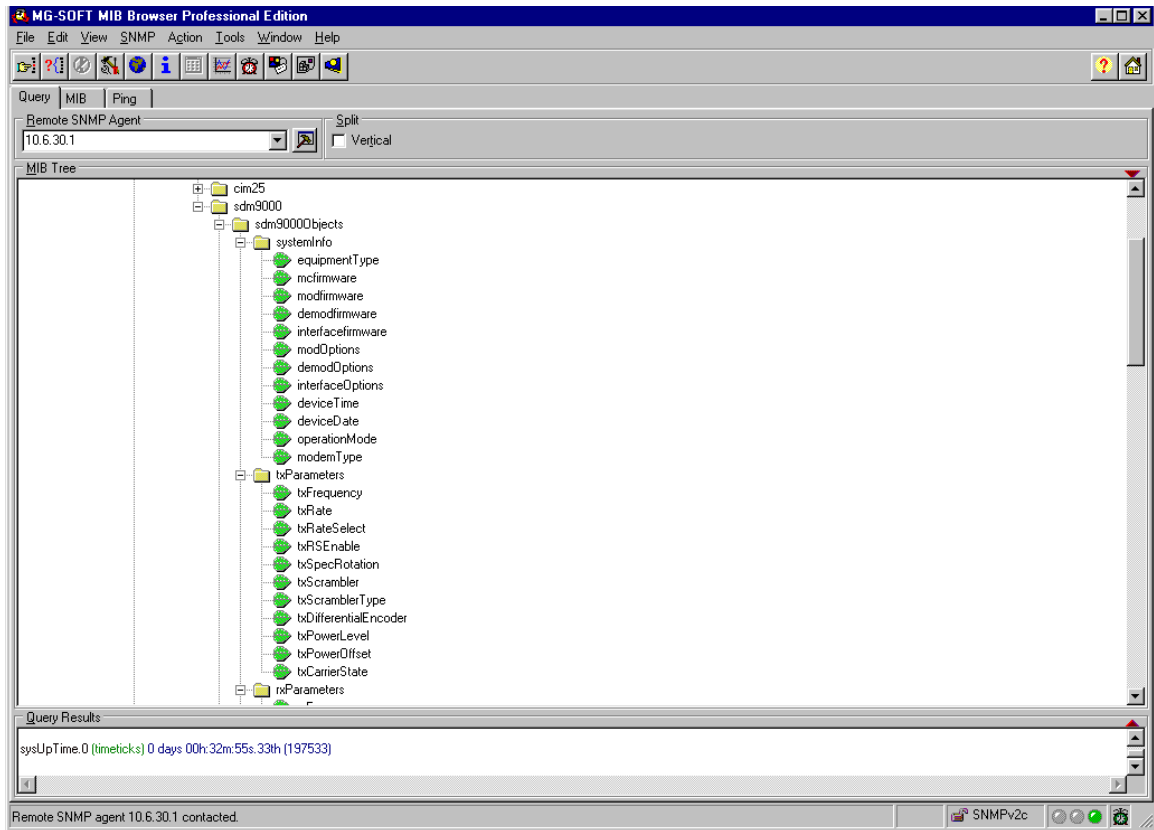 MG-SOFT MIB Browser Professional Edition
File Edit View SNMP Action Tools Window Help
Query MIB Ping
Remote SNMP Agent Split
10.6.30.1 Vertical
MIB Tree
cim25
sdm9000
sdm9000Objects
systemInfo
equipmentType
mcfirmware
modfirmware
demodfirmware
interfacefirmware
modOptions
demodOptions
interfaceOptions
deviceTime
deviceDate
operationMode
modemType
txParameters
txFrequency
txRate
txRateSelect
txRSEnable
txSpecRotation
txScrambler
txScramblerType
txDifferentialEncoder
txPowerLevel
txPowerOffset
txCarrierState
rxParameters
Query Results
sysUpTime.0 (timeticks) 0 days 00h:32m:55s.33th (197533)
Remote SNMP agent 10.6.30.1 contacted. SNMPv2c